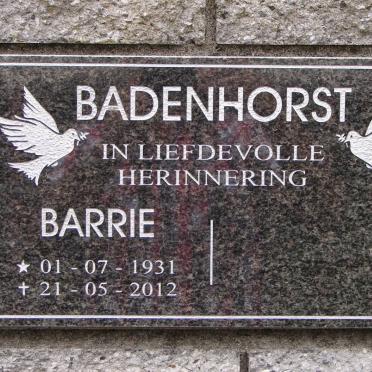 BADENHORST
IN LIEFDEVOLLE
HERINNERING
BARRIE
★ 01 - 07 - 1931
✝ 21 - 05 - 2012